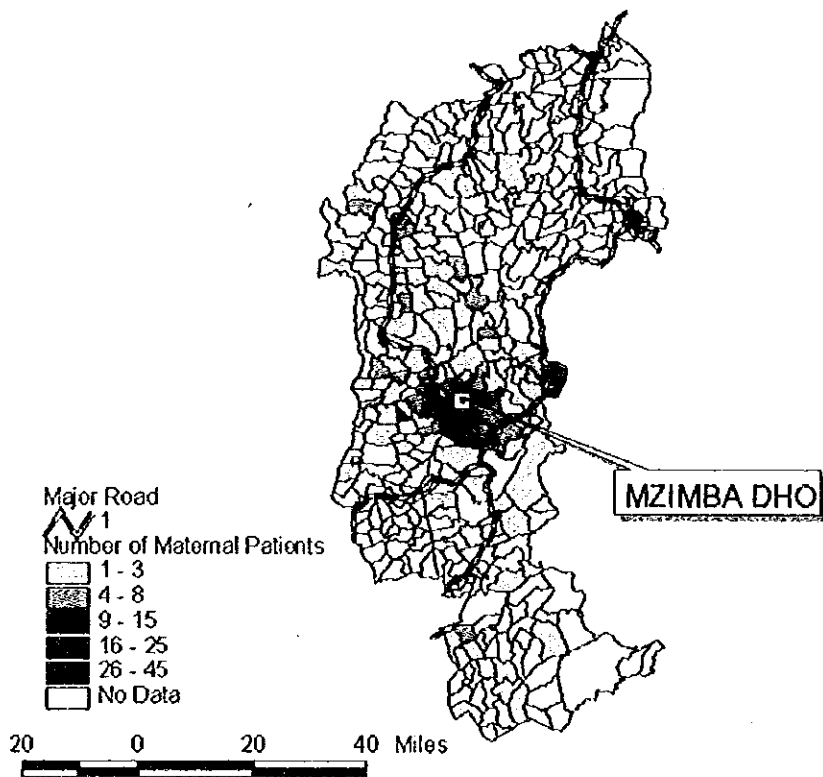 MZIMBA DHO
Major Road
1
Number of Maternal Patients
1 - 3
4 - 8
9 - 15
16 - 25
26 - 45
No Data
20 0 20 40 Miles